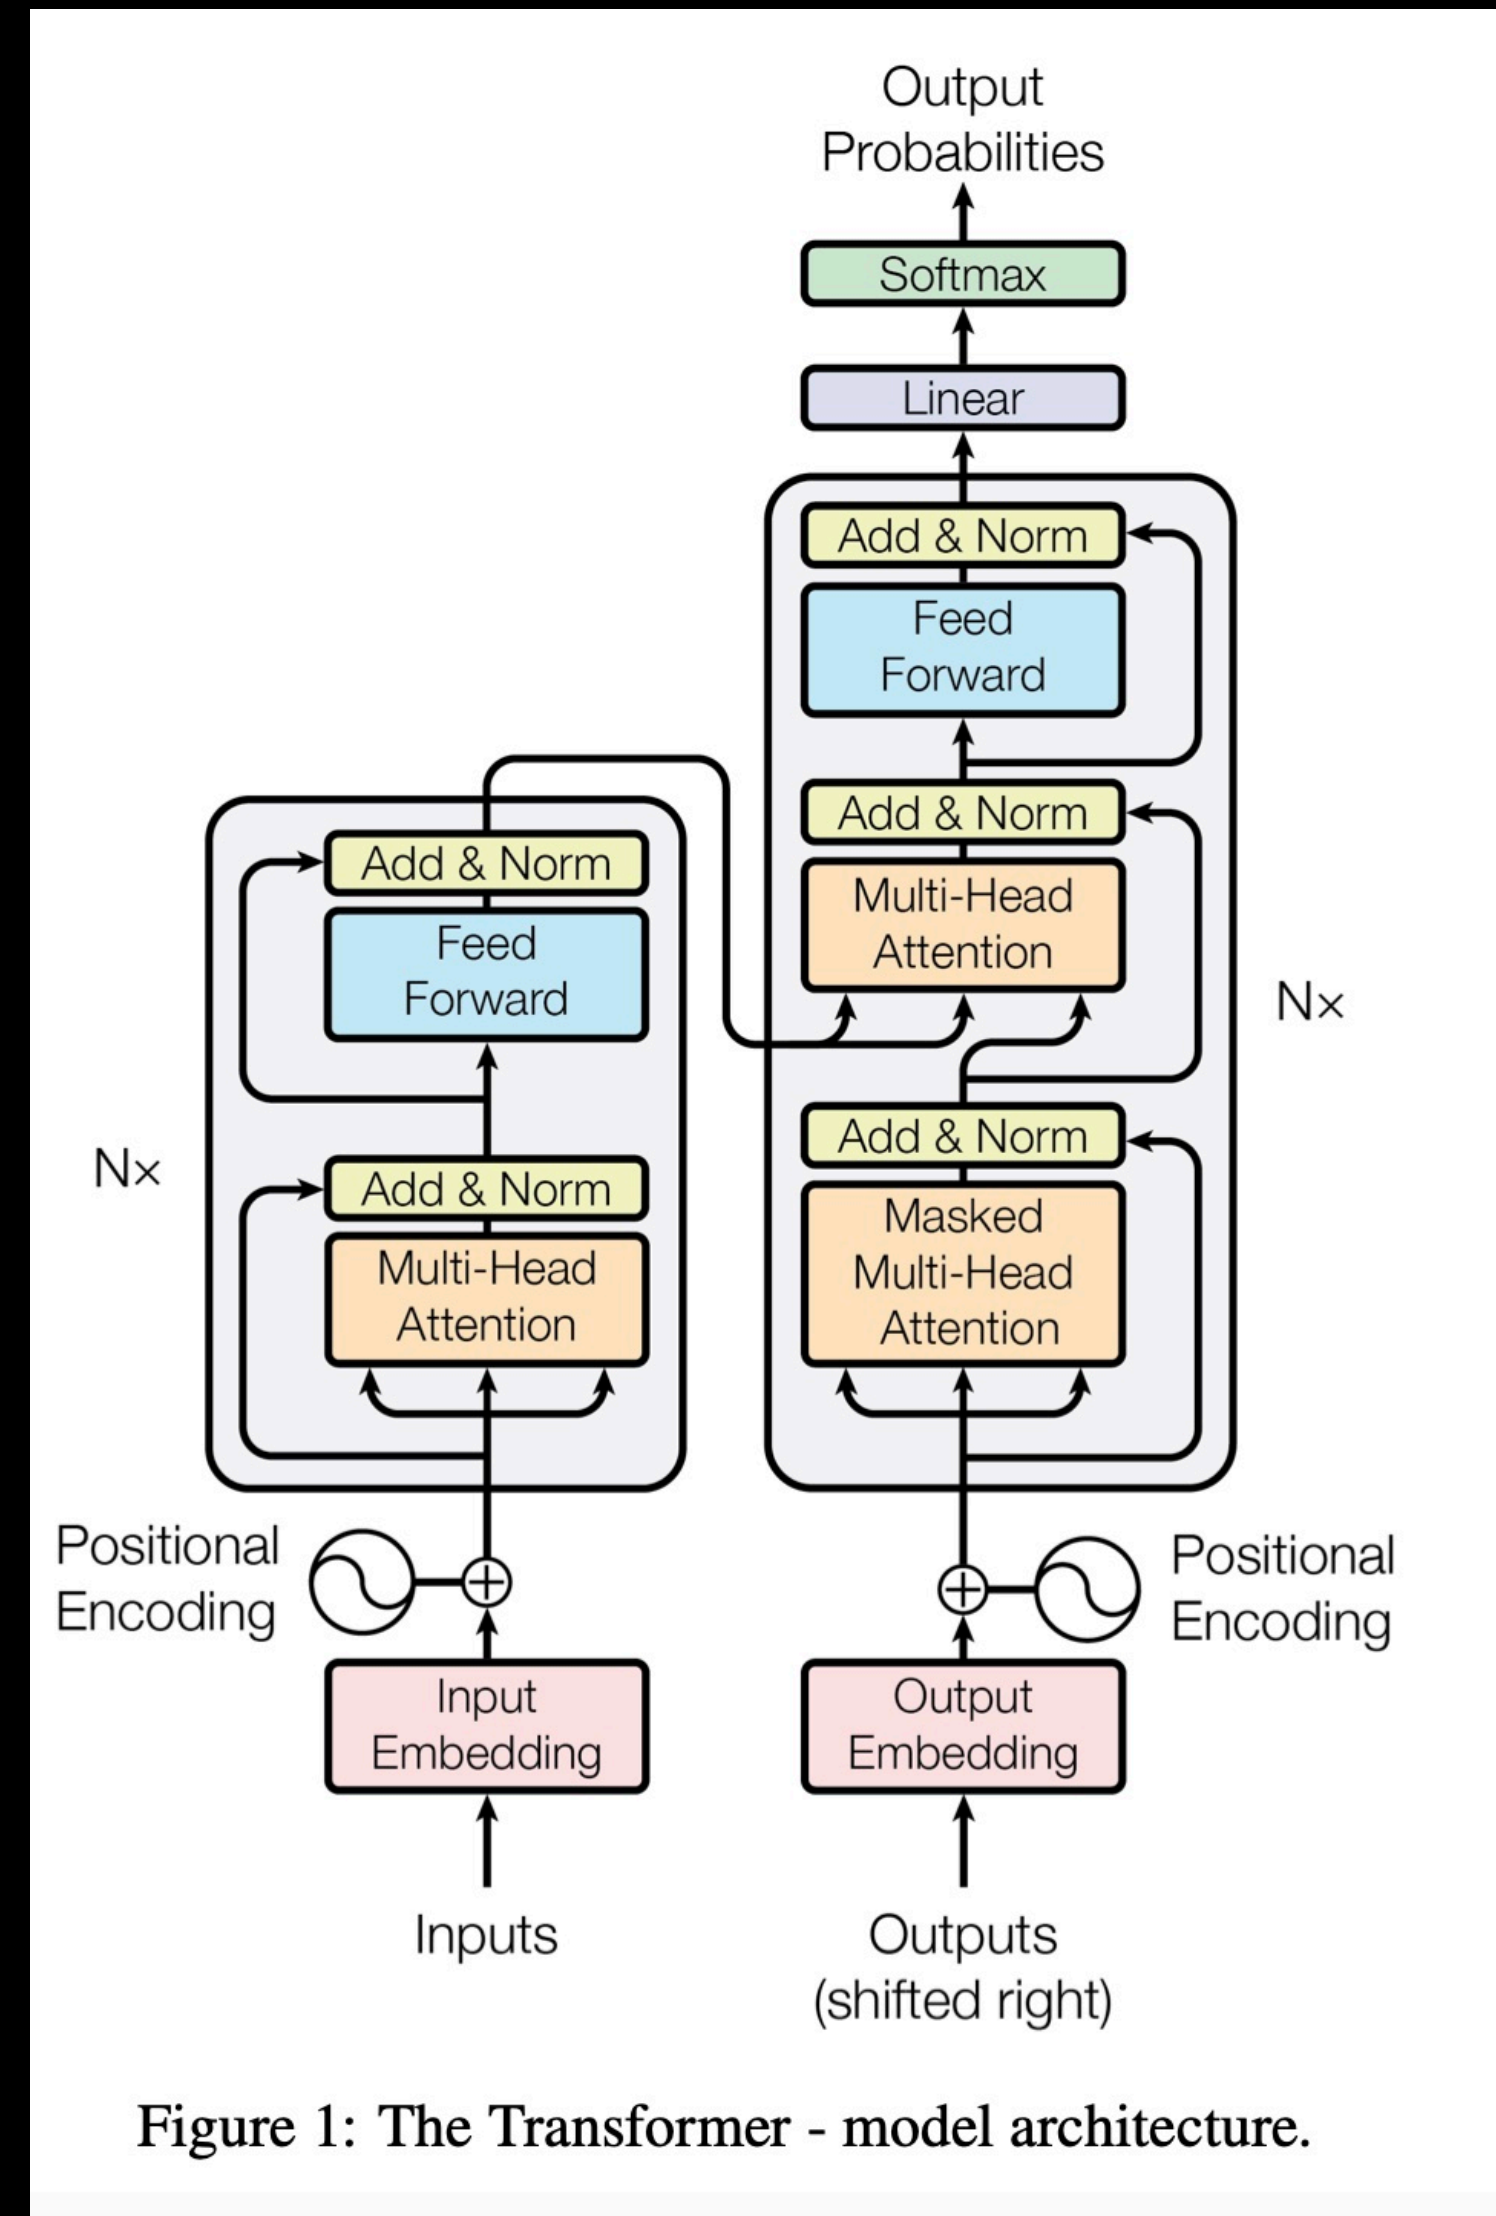 Output
Probabilities
Softmax
Linear
Add & Norm
Feed
Forward
Add & Norm
Multi-Head
Attention
Nx
Add & Norm
Masked
Multi-Head
Attention
Add & Norm
Feed
Forward
Nx
Add & Norm
Multi-Head
Attention
Positional
Encoding
Positional
Encoding
Input
Embedding
Output
Embedding
Inputs
Outputs
(shifted right)
Figure 1: The Transformer - model architecture.